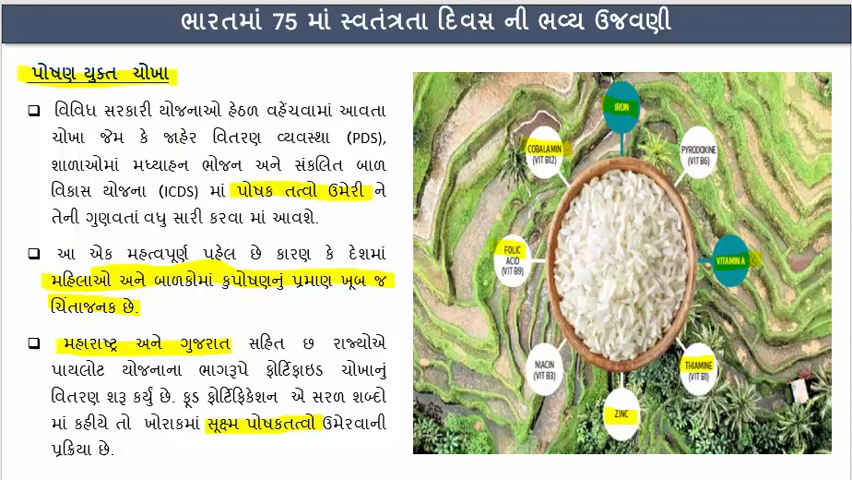 ભારતમાં 75 માં સ્વતંત્રતા દિવસ ની ભવ્ય ઉજવણી
પોષણ યુક્ત ચોખા
❑ વિવિધ સરકારી યોજનાઓ હેઠળ વહેંચવામાં આવતા
ચોખા જેમ કે જાહેર વિતરણ વ્યવસ્થા (PDS),
શાળાઓમાં મધ્યાહન ભોજન અને સંકલિત બાળ
વિકાસ યોજના (ICDS) માં પોષક તત્વો ઉમેરી ને
તેની ગુણવતાં વધુ સારી કરવા માં આવશે.
❑ આ એક મહત્વપૂર્ણ પહેલ છે કારણ કે દેશમાં
મહિલાઓ અને બાળકોમાં કુપોષણનું પ્રમાણ ખૂબ જ
ચિંતાજનક છે.
❑ મહારાષ્ટ્ર અને ગુજરાત સહિત છ રાજ્યોએ
પાયલોટ યોજનાના ભાગરૂપે ફોર્ટિફાઇડ ચોખાનું
વિતરણ શરૂ કર્યું છે. ફૂડ ફોર્ટિફિકેશન એ સરળ શબ્દો
માં કહીયે તો ખોરાકમાં સૂક્ષ્મ પોષકતત્વો ઉમેરવાની
પ્રક્રિયા છે.
IRON
COBALAMIN
(VIT B12)
PYRODOXINE
(VIT B6)
FOLIC
ACID
(VIT B9)
VITAMIN A
NIACIN
(VIT B3)
THIAMINE
(VIT B1)
ZINC